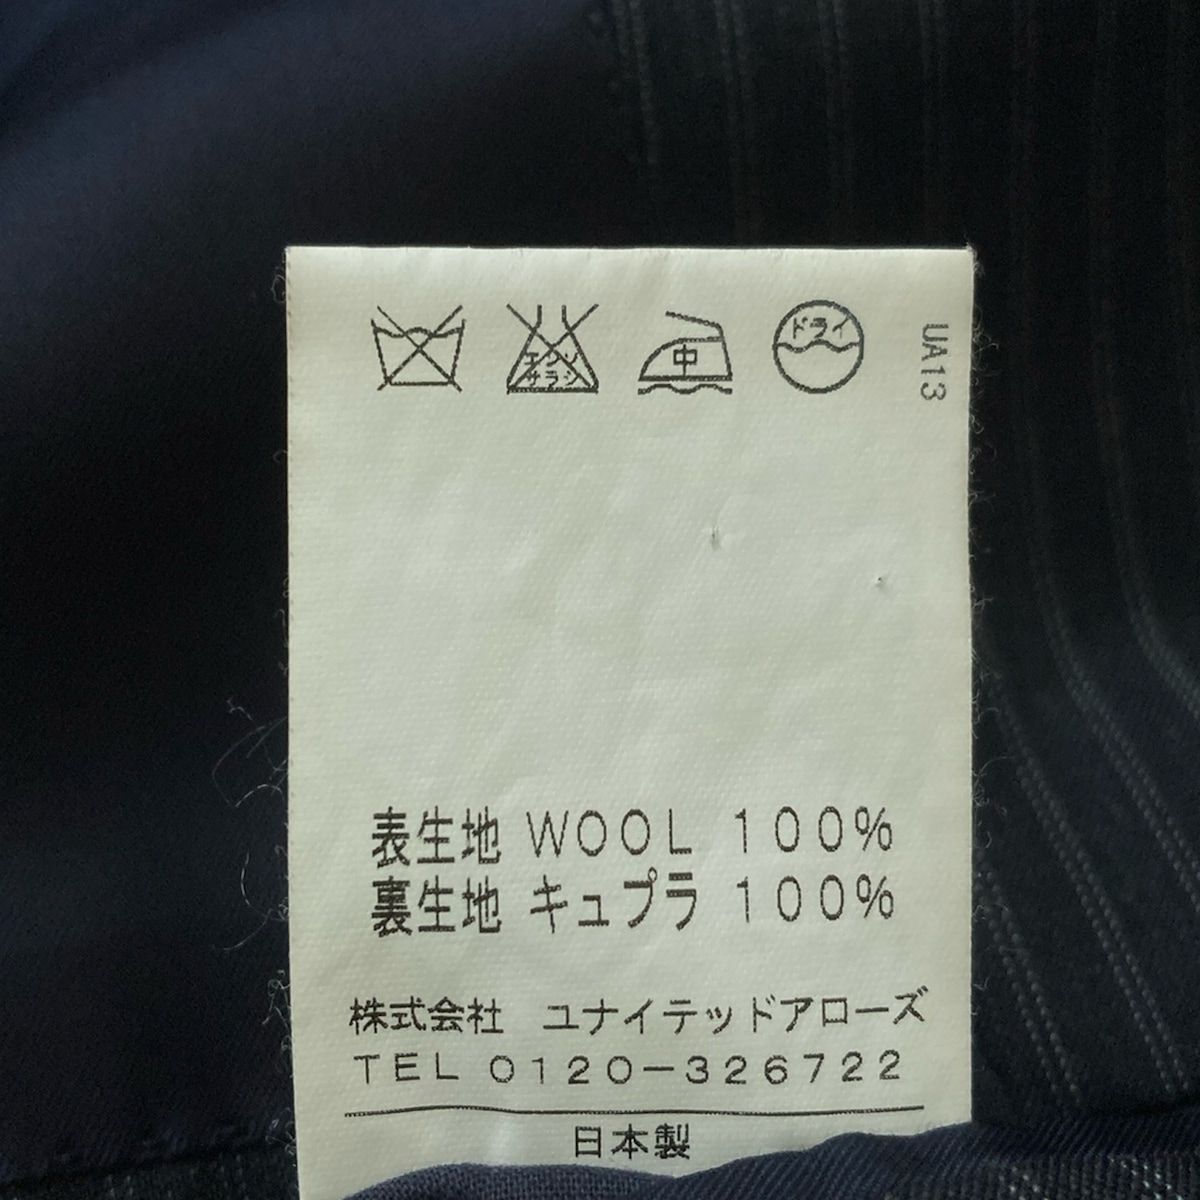 エンソ
サラシ
中
ドライ
UA13
表生地 WOOL 100%
裏生地 キュプラ 100%
株式会社 ユナイテッドアローズ
TEL 0120-326722
日本製